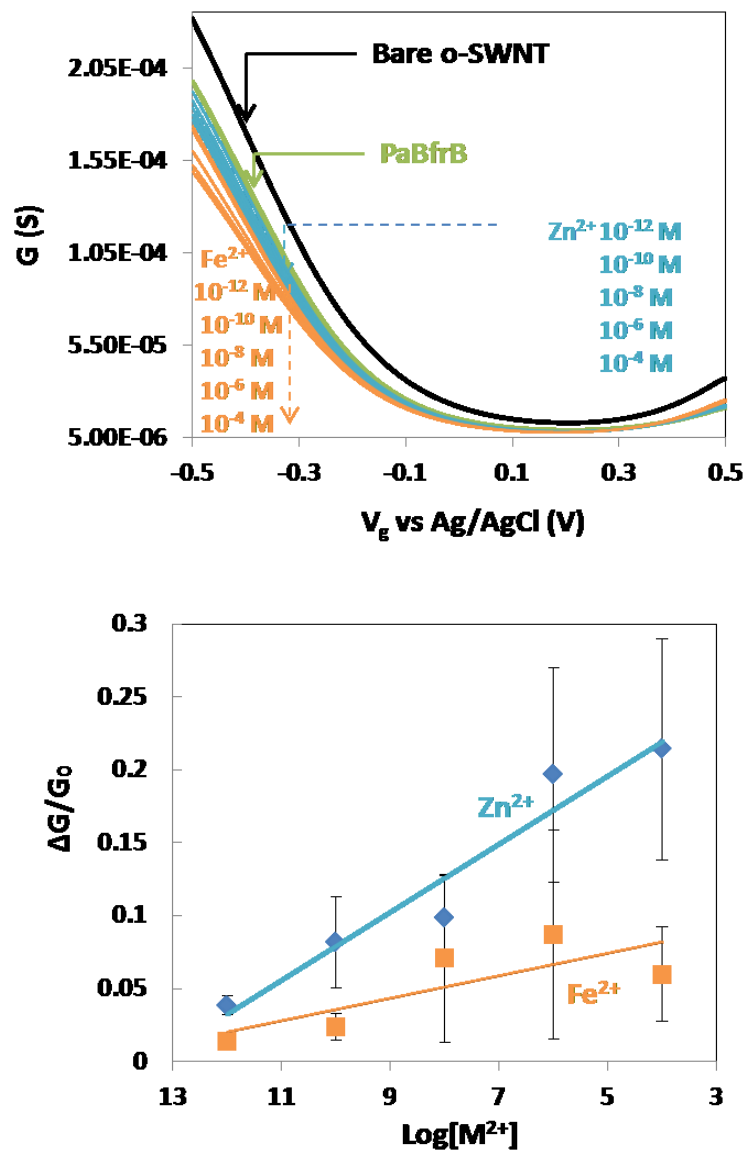 Bare o-SWNT
PaBfrB
2.05E-04
1.55E-04
1.05E-04
5.50E-05
5.00E-06
G (S)
Fe²⁺
10⁻¹² M
10⁻¹⁰ M
10⁻⁸ M
10⁻⁶ M
10⁻⁴ M
Zn²⁺ 10⁻¹² M
10⁻¹⁰ M
10⁻⁸ M
10⁻⁶ M
10⁻⁴ M
-0.5 -0.3 -0.1 0.1 0.3 0.5
Vg vs Ag/AgCl (V)
0.3
0.25
0.2
0.15
0.1
0.05
0
ΔG/G₀
Zn²⁺
Fe²⁺
13 11 9 7 5 3
Log[M²⁺]